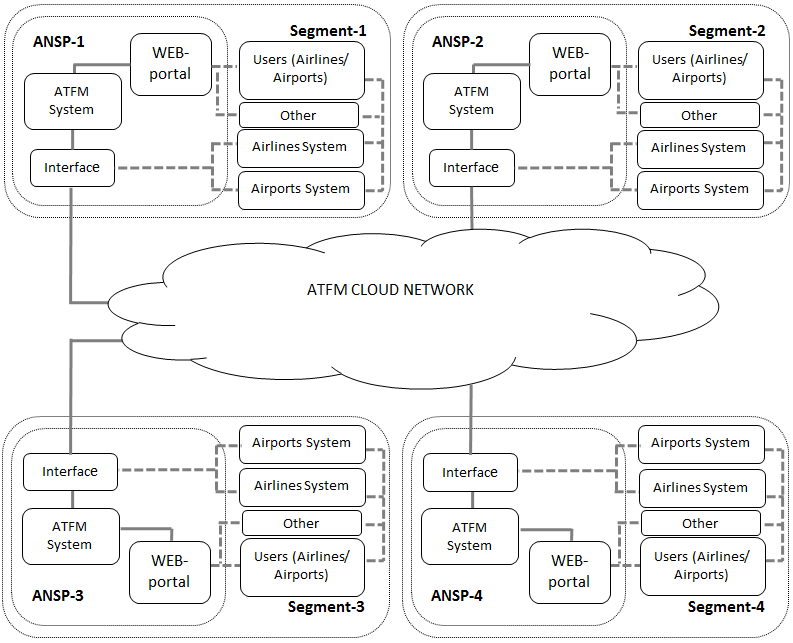 Segment-1
ANSP-1
WEB-
portal
Users (Airlines/
Airports)
ATFM
System
Other
Airlines System
Interface
Airports System
Segment-2
ANSP-2
WEB-
portal
Users (Airlines/
Airports)
ATFM
System
Other
Airlines System
Interface
Airports System
ATFM CLOUD NETWORK
Airports System
Interface
Airlines System
Other
ATFM
System
WEB-
portal
Users (Airlines/
Airports)
ANSP-3
Segment-3
Airports System
Interface
Airlines System
Other
ATFM
System
WEB-
portal
Users (Airlines/
Airports)
ANSP-4
Segment-4